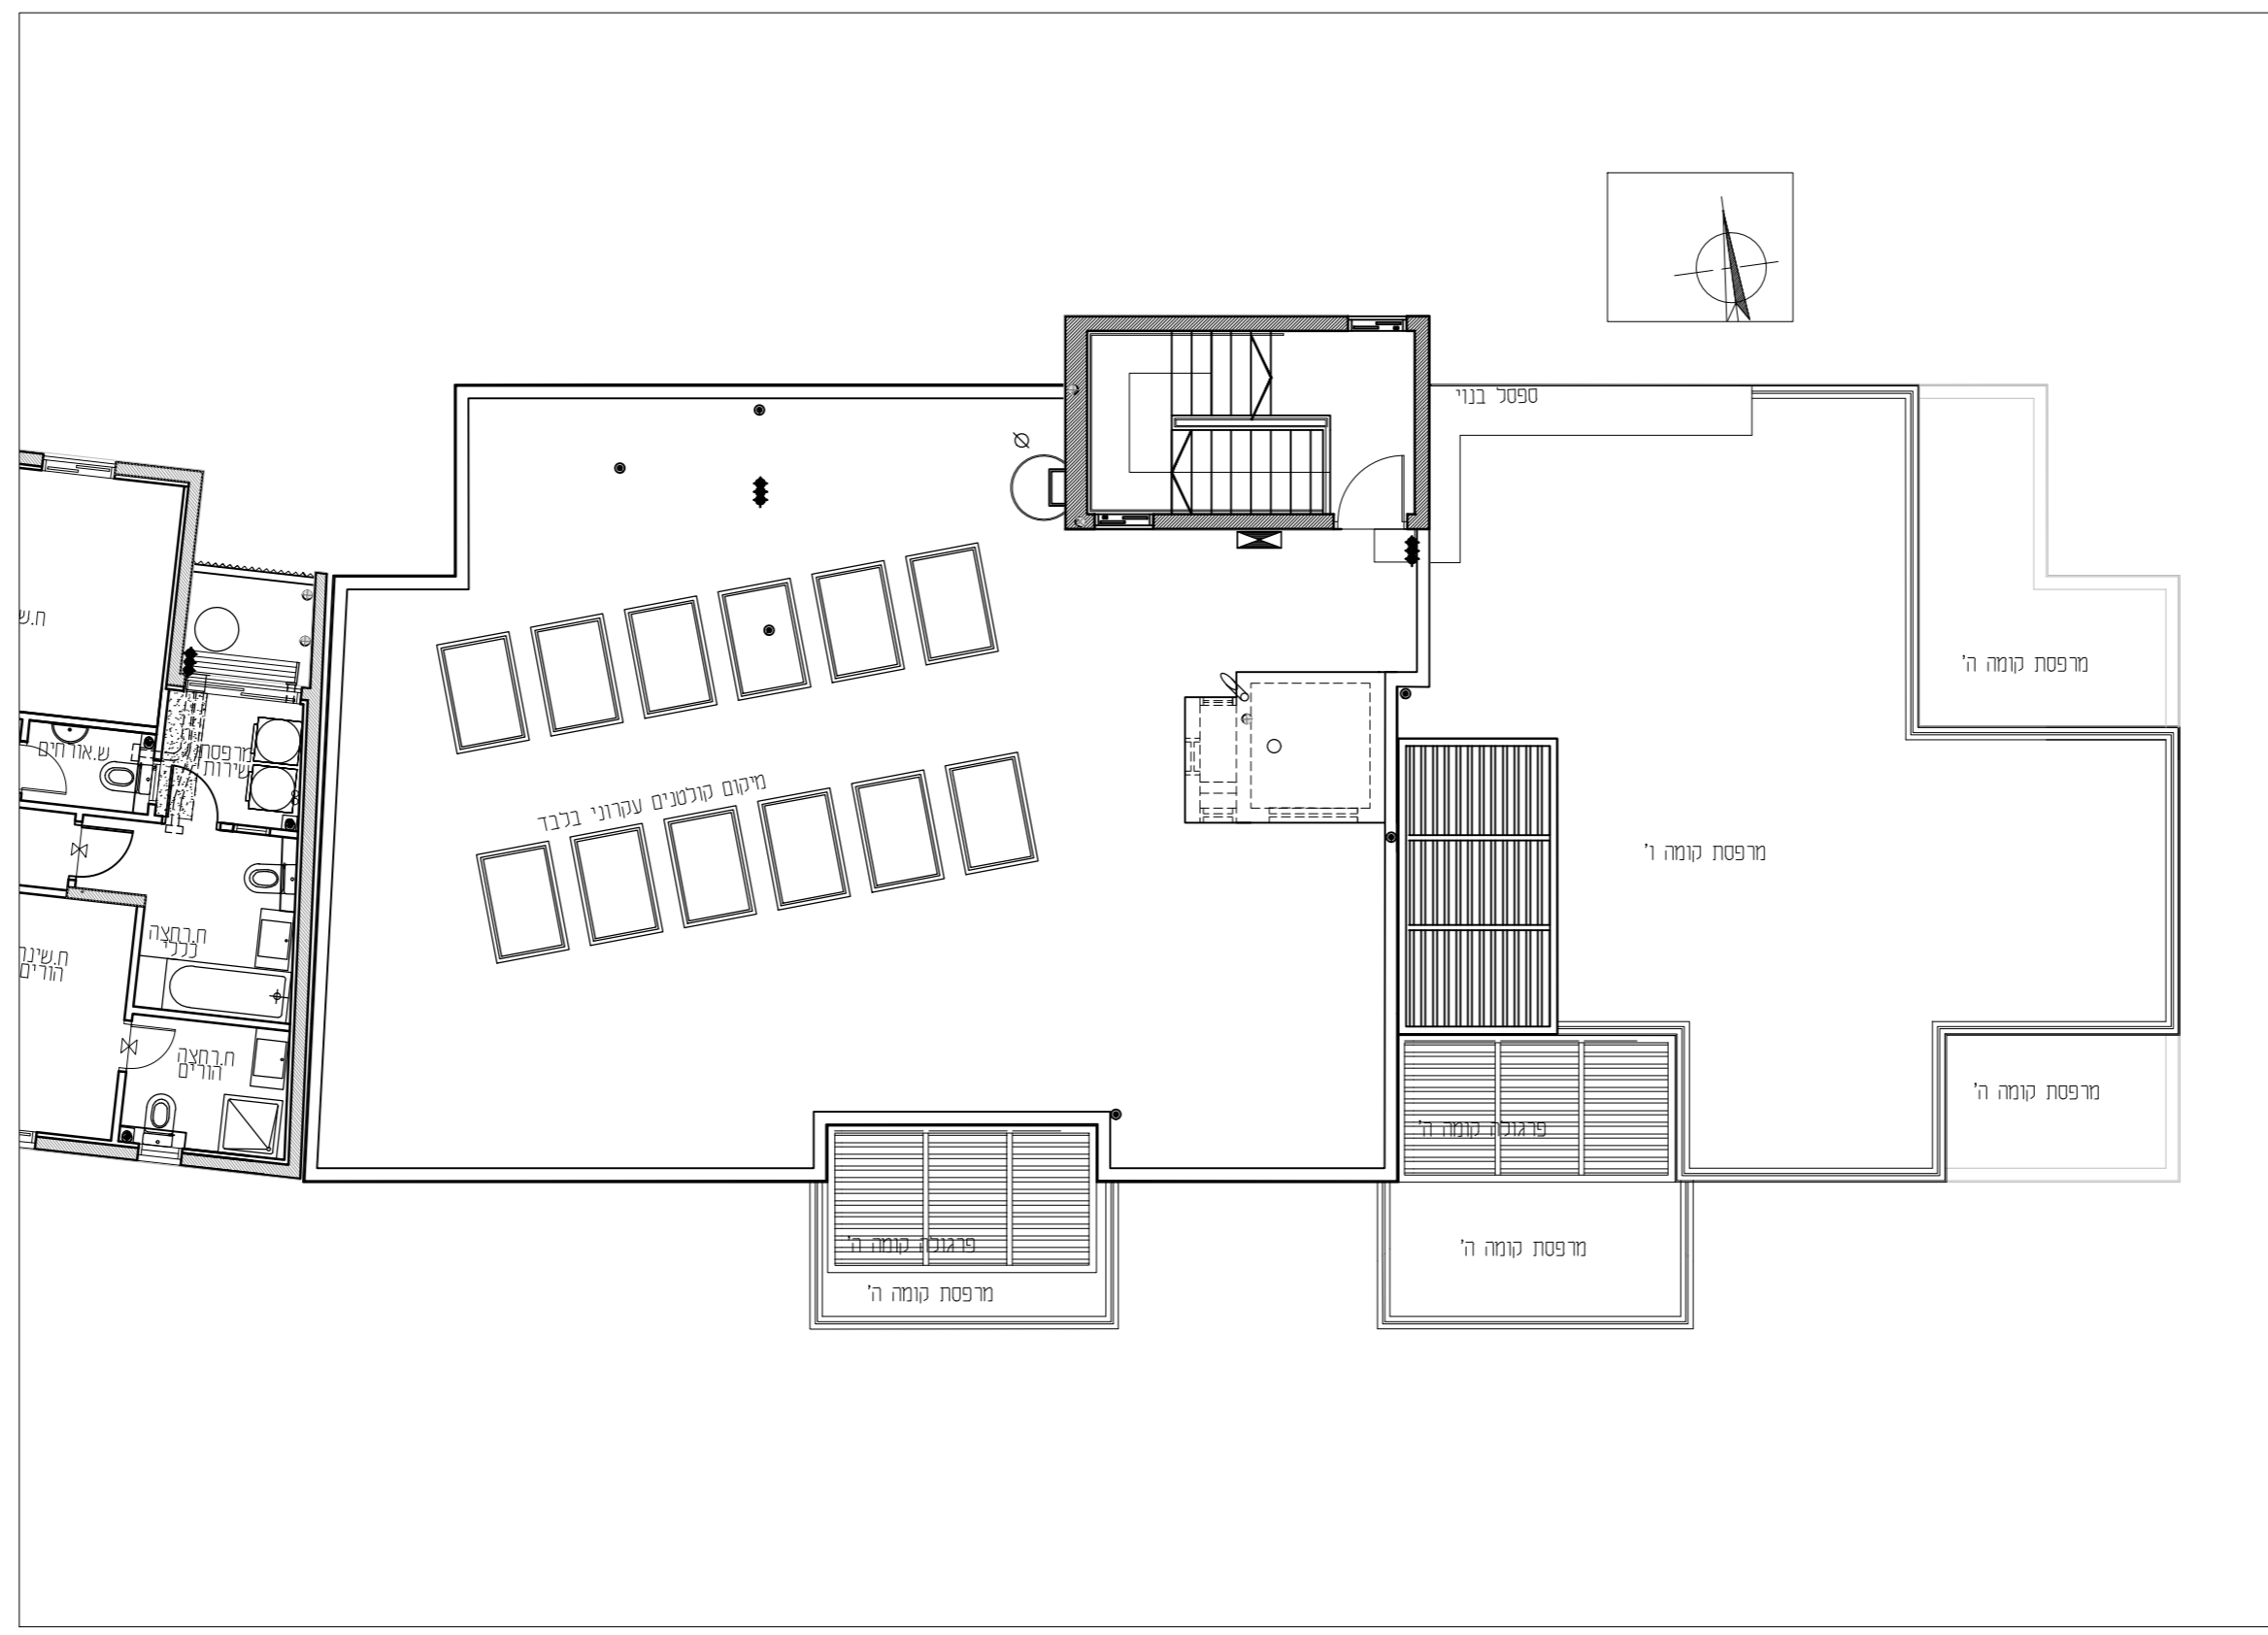 ספסל בנוי
מרפסת קומה ה'
מרפסת קומה ו'
מרפסת קומה ה'
פרגולה קומה ה'
מרפסת קומה ה'
פרגולה קומה ה'
מרפסת קומה ה'
מיקום קולטנים עקרוני בלבד
ח.ש
ש.אורחים
מרפסת
שירות
ח.רחצה
כללי
ח.שינה
הורים
ח.רחצה
הורים